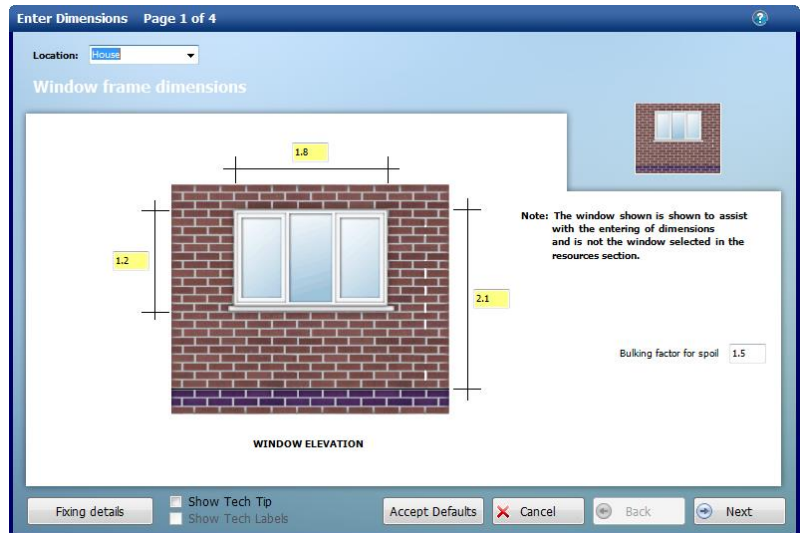 Enter Dimensions Page 1 of 4
?
Location: House
Window frame dimensions
1.8
1.2
2.1
Note: The window shown is shown to assist
with the entering of dimensions
and is not the window selected in the
resources section.
Bulking factor for spoil 1.5
WINDOW ELEVATION
Fixing details
Show Tech Tip
Show Tech Labels
Accept Defaults
Cancel
Back
Next